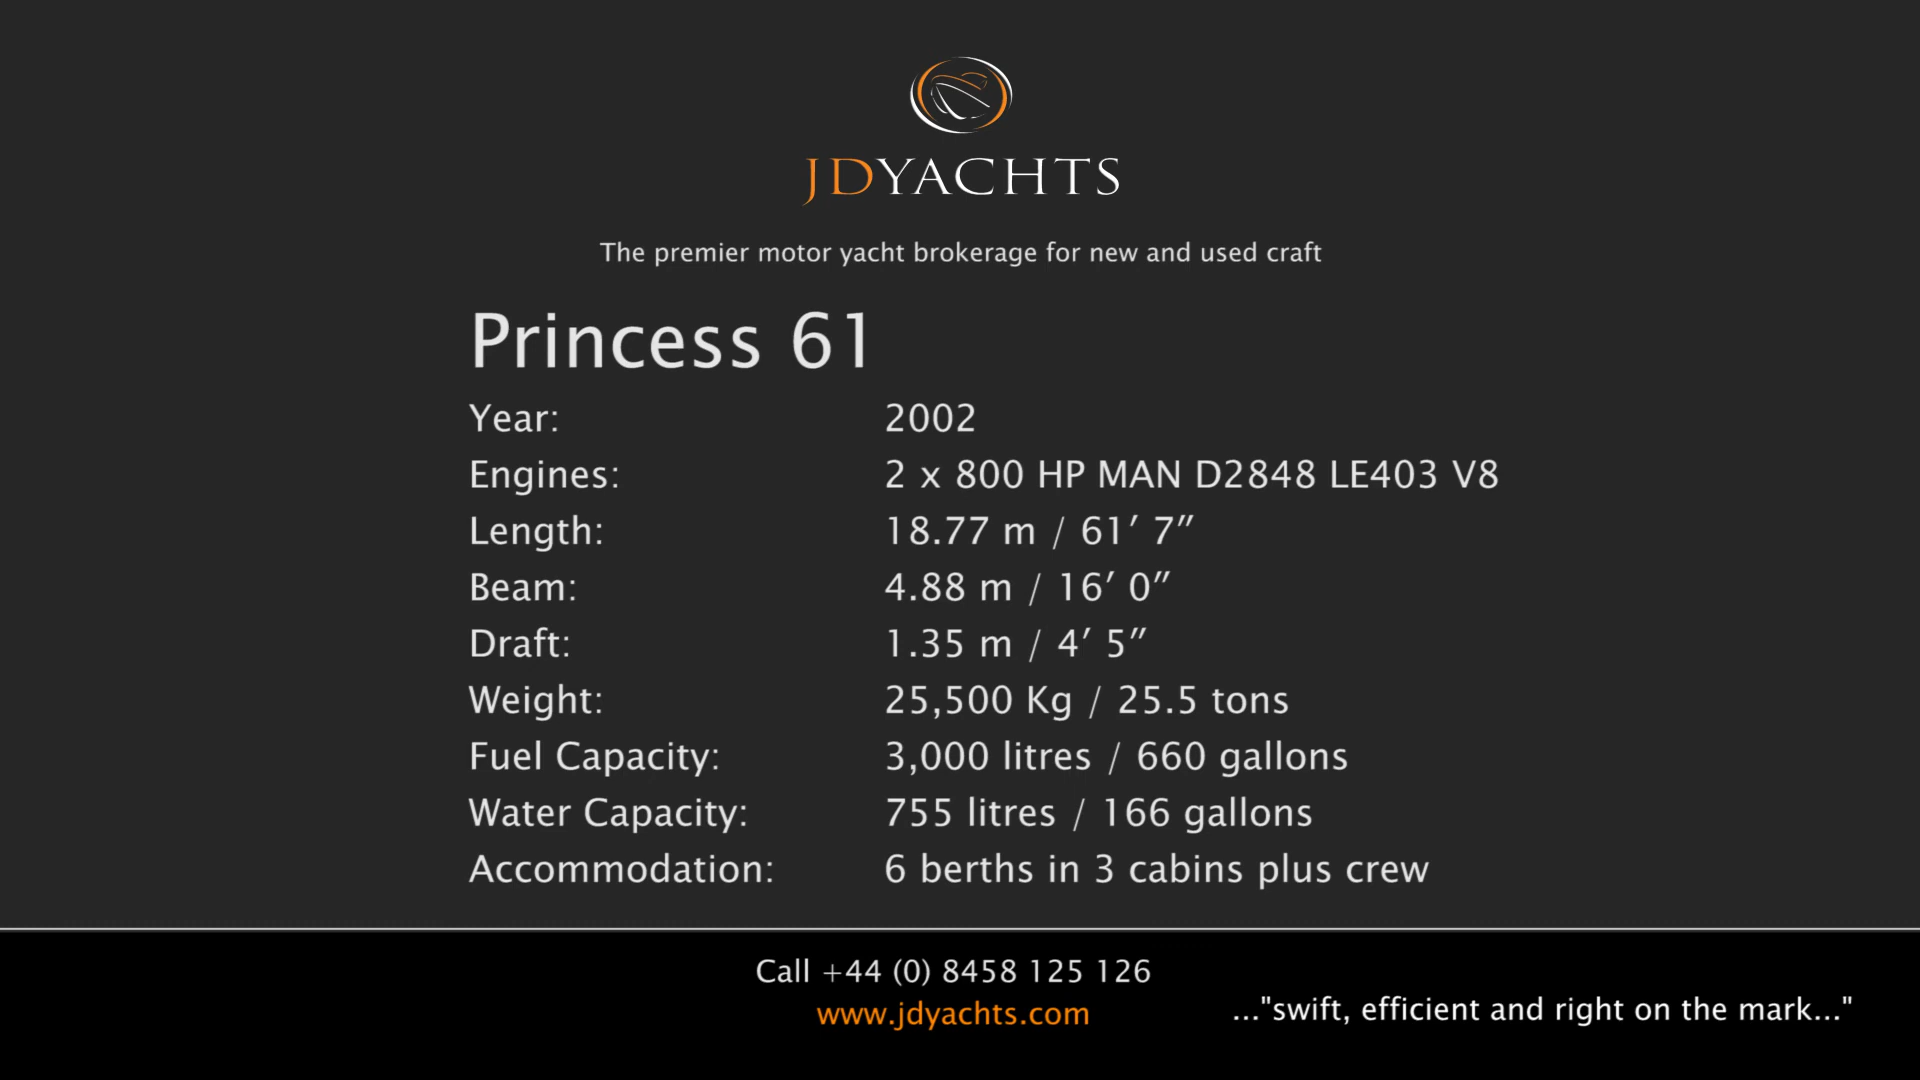 JDYACHTS
The premier motor yacht brokerage for new and used craft
Princess 61
Year: 2002
Engines: 2 x 800 HP MAN D2848 LE403 V8
Length: 18.77 m / 61′ 7″
Beam: 4.88 m / 16′ 0″
Draft: 1.35 m / 4′ 5″
Weight: 25,500 Kg / 25.5 tons
Fuel Capacity: 3,000 litres / 660 gallons
Water Capacity: 755 litres / 166 gallons
Accommodation: 6 berths in 3 cabins plus crew
Call +44 (0) 8458 125 126
www.jdyachts.com
..."swift, efficient and right on the mark..."